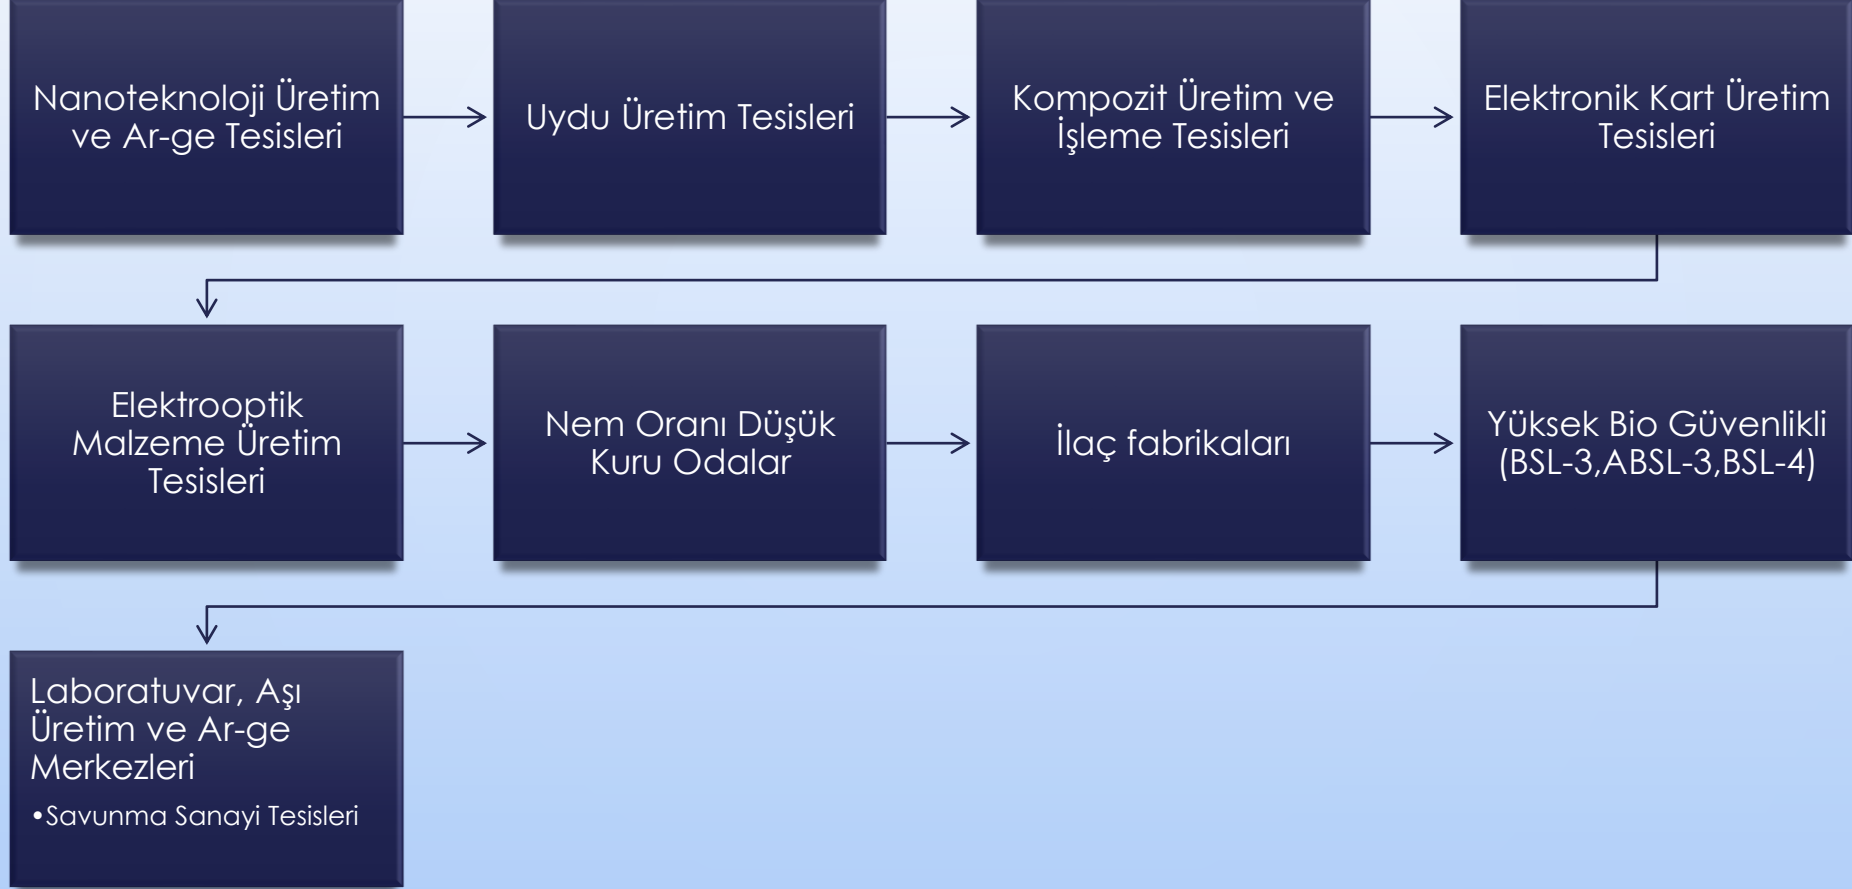 Nanoteknoloji Üretim
ve Ar-ge Tesisleri
Uydu Üretim Tesisleri
Kompozit Üretim ve
İşleme Tesisleri
Elektronik Kart Üretim
Tesisleri
Elektrooptik
Malzeme Üretim
Tesisleri
Nem Oranı Düşük
Kuru Odalar
İlaç fabrikaları
Yüksek Bio Güvenlikli
(BSL-3,ABSL-3,BSL-4)
Laboratuvar, Aşı
Üretim ve Ar-ge
Merkezleri
•Savunma Sanayi Tesisleri